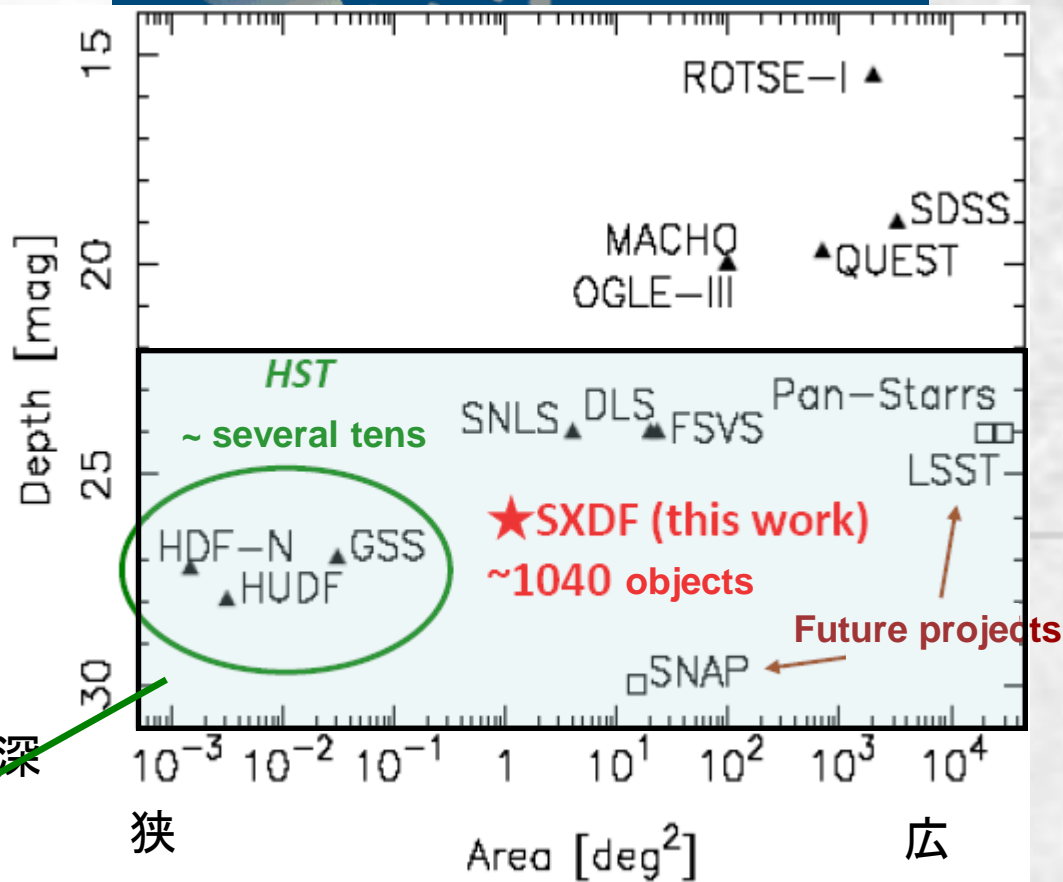 15
ROTSE-I
SDSS
MACHO
QUEST
20
OGLE-III
Depth [mag]
HST
~ several tens
SNLS
DLS
FSVS
Pan-Starrs
LSST
25
SXDF (this work)
~1040 objects
HDF-N
GSS
HUDF
Future projects
SNAP
30
深
10⁻³ 10⁻² 10⁻¹ 1 10¹ 10² 10³ 10⁴
狭
広
Area [deg²]